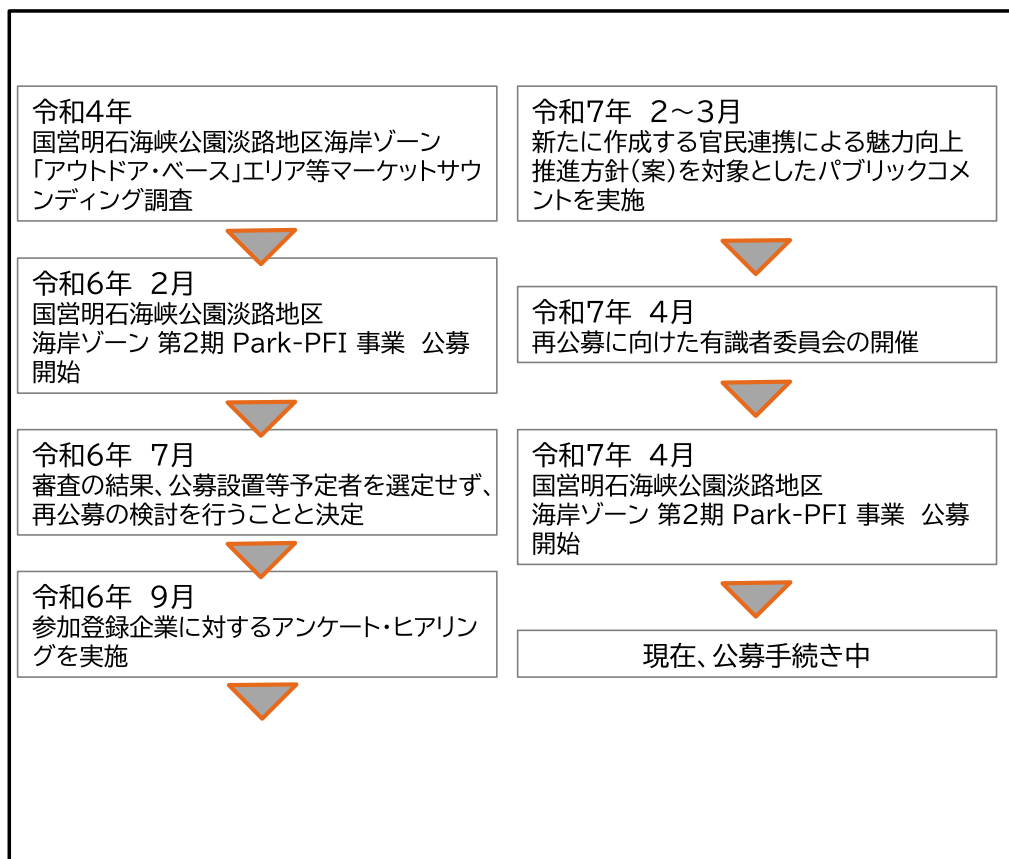 令和4年
国営明石海峡公園淡路地区海岸ゾーン
「アウトドア・ベース」エリア等マーケットサウ
ンディング調査
令和6年 2月
国営明石海峡公園淡路地区
海岸ゾーン 第2期 Park-PFI 事業 公募
開始
令和6年 7月
審査の結果、公募設置等予定者を選定せず、
再公募の検討を行うことと決定
令和6年 9月
参加登録企業に対するアンケート・ヒアリン
グを実施
令和7年 2～3月
新たに作成する官民連携による魅力向上
推進方針(案)を対象としたパブリックコメ
ントを実施
令和7年 4月
再公募に向けた有識者委員会の開催
令和7年 4月
国営明石海峡公園淡路地区
海岸ゾーン 第2期 Park-PFI 事業 公募
開始
現在、公募手続き中